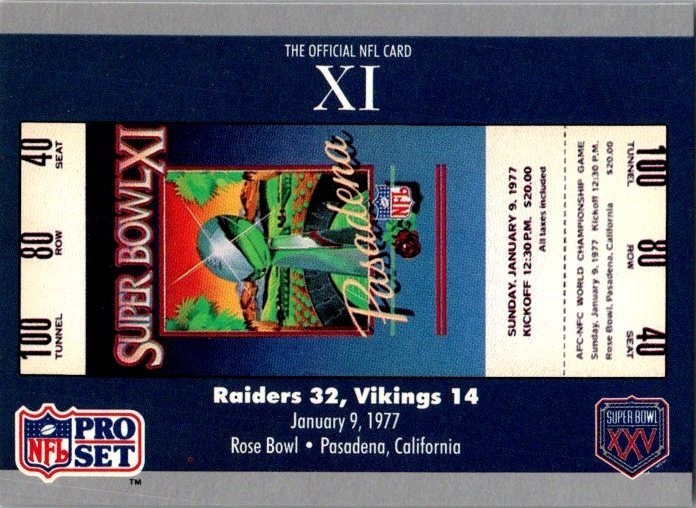 THE OFFICIAL NFL CARD
XI
100 TUNNEL
80 ROW
40 SEAT
SUPER BOWL XI
Pasadena
NFL
SUNDAY, JANUARY 9, 1977
KICKOFF 12:30 P.M. $20.00
All taxes included
AFC-NFC WORLD CHAMPIONSHIP GAME
Sunday, January 9, 1977 Kickoff 12:30 P.M.
Rose Bowl, Pasadena, California $20.00
TUNNEL 100
ROW 80
SEAT 40
Raiders 32, Vikings 14
January 9, 1977
Rose Bowl • Pasadena, California
NFL PRO SET
TM
SUPER BOWL
XXV